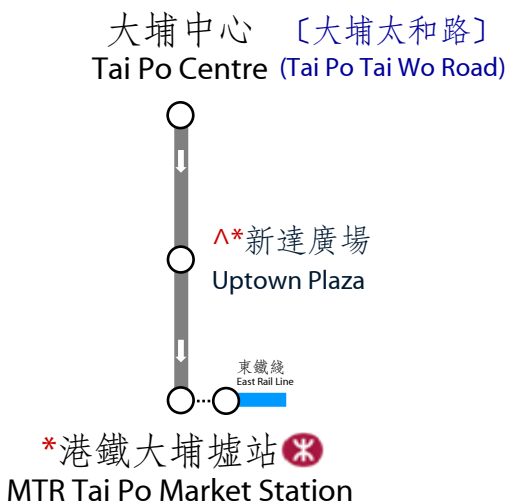 大埔中心 〔大埔太和路〕
Tai Po Centre (Tai Po Tai Wo Road)
^*新達廣場
Uptown Plaza
東鐵綫
East Rail Line
*港鐵大埔墟站
MTR Tai Po Market Station